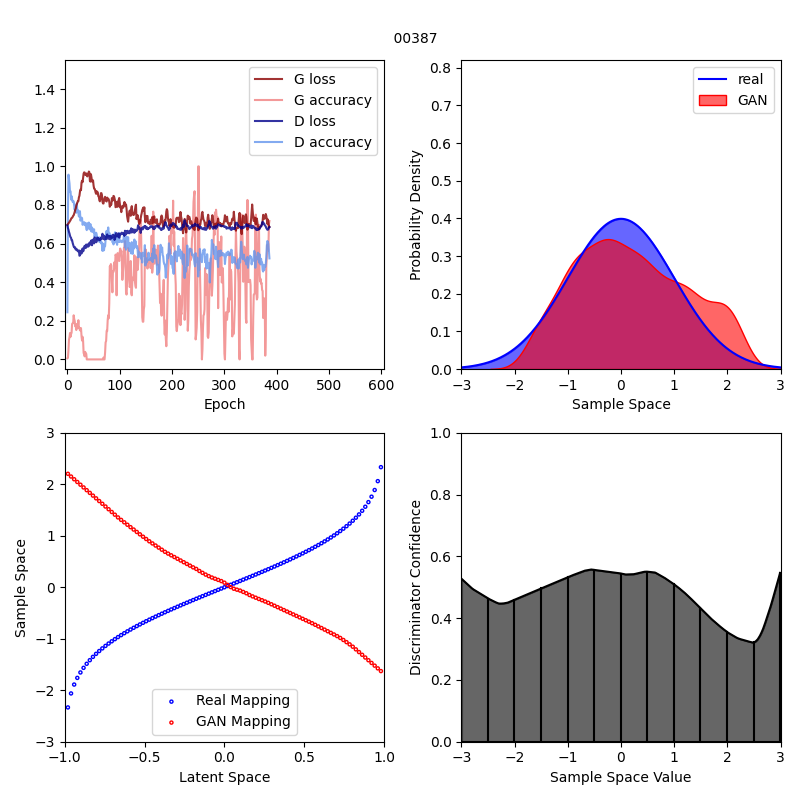 00387
G loss
G accuracy
D loss
D accuracy
1.4
1.2
1.0
0.8
0.6
0.4
0.2
0.0
0 100 200 300 400 500 600
Epoch
real
GAN
Probability Density
0.8
0.7
0.6
0.5
0.4
0.3
0.2
0.1
0.0
−3 −2 −1 0 1 2 3
Sample Space
Sample Space
3
2
1
0
−1
−2
−3
Real Mapping
GAN Mapping
−1.0 −0.5 0.0 0.5 1.0
Latent Space
Discriminator Confidence
1.0
0.8
0.6
0.4
0.2
0.0
−3 −2 −1 0 1 2 3
Sample Space Value